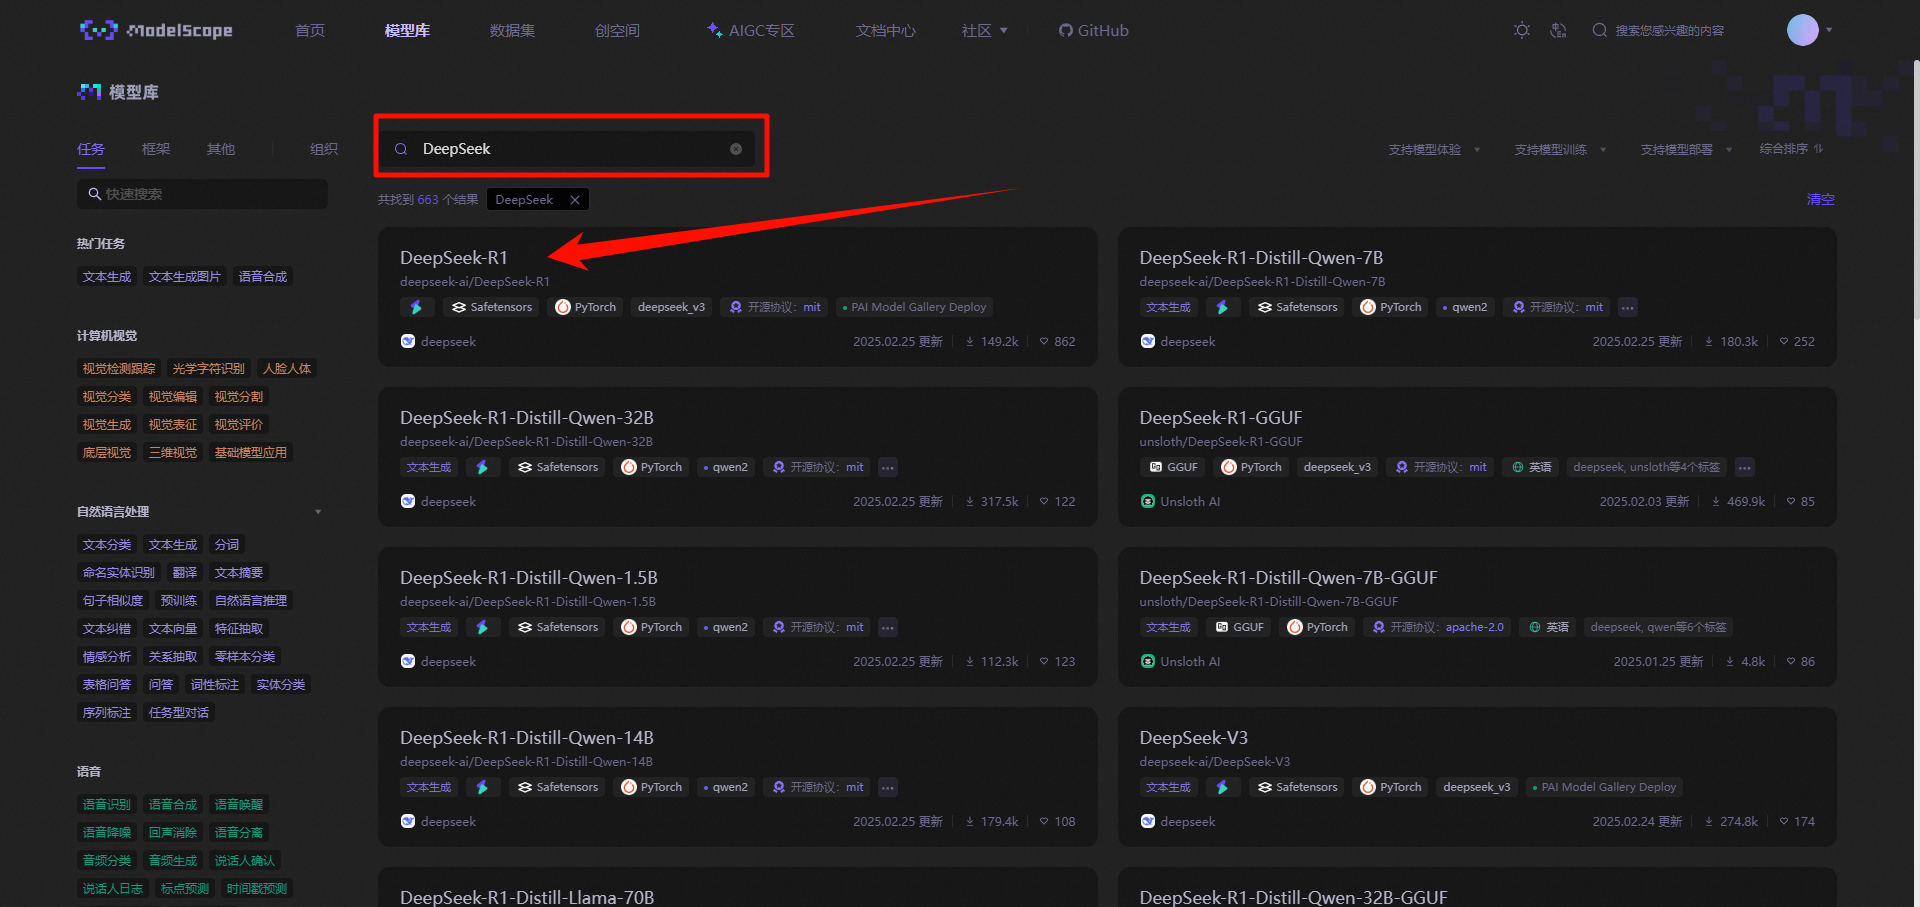 ModelScope
首页
模型库
数据集
创空间
AIGC专区
文档中心
社区
GitHub
搜索您感兴趣的内容
模型库
任务
框架
其他
组织
快速搜索
DeepSeek
支持模型体验
支持模型训练
支持模型部署
综合排序
共找到 663 个结果
DeepSeek
清空
热门任务
文本生成 文本生成图片 语音合成
计算机视觉
视觉检测跟踪 光学字符识别 人脸人体
视觉分类 视觉编辑 视觉分割
视觉生成 视觉表征 视觉评价
底层视觉 三维视觉 基础模型应用
自然语言处理
文本分类 文本生成 分词
命名实体识别 翻译 文本摘要
句子相似度 预训练 自然语言推理
文本纠错 文本向量 特征抽取
情感分析 关系抽取 零样本分类
表格问答 问答 词性标注 实体分类
序列标注 任务型对话
语音
语音识别 语音合成 语音唤醒
语音降噪 回声消除 语音分离
音频分类 音频生成 说话人确认
说话人日志 标点预测 时间戳预测
DeepSeek-R1
deepseek-ai/DeepSeek-R1
Safetensors PyTorch deepseek_v3 开源协议: mit PAI Model Gallery Deploy
deepseek 2025.02.25 更新 149.2k 862
DeepSeek-R1-Distill-Qwen-7B
deepseek-ai/DeepSeek-R1-Distill-Qwen-7B
文本生成 Safetensors PyTorch qwen2 开源协议: mit ...
deepseek 2025.02.25 更新 180.3k 252
DeepSeek-R1-Distill-Qwen-32B
deepseek-ai/DeepSeek-R1-Distill-Qwen-32B
文本生成 Safetensors PyTorch qwen2 开源协议: mit ...
deepseek 2025.02.25 更新 317.5k 122
DeepSeek-R1-GGUF
unsloth/DeepSeek-R1-GGUF
GGUF PyTorch deepseek_v3 开源协议: mit 英语 deepseek, unsloth等4个标签 ...
Unsloth AI 2025.02.03 更新 469.9k 85
DeepSeek-R1-Distill-Qwen-1.5B
deepseek-ai/DeepSeek-R1-Distill-Qwen-1.5B
文本生成 Safetensors PyTorch qwen2 开源协议: mit ...
deepseek 2025.02.25 更新 112.3k 123
DeepSeek-R1-Distill-Qwen-7B-GGUF
unsloth/DeepSeek-R1-Distill-Qwen-7B-GGUF
文本生成 GGUF PyTorch 开源协议: apache-2.0 英语 deepseek, qwen等6个标签
Unsloth AI 2025.01.25 更新 4.8k 86
DeepSeek-R1-Distill-Qwen-14B
deepseek-ai/DeepSeek-R1-Distill-Qwen-14B
文本生成 Safetensors PyTorch qwen2 开源协议: mit ...
deepseek 2025.02.25 更新 179.4k 108
DeepSeek-V3
deepseek-ai/DeepSeek-V3
文本生成 Safetensors PyTorch deepseek_v3 PAI Model Gallery Deploy
deepseek 2025.02.24 更新 274.8k 174
DeepSeek-R1-Distill-Llama-70B
DeepSeek-R1-Distill-Qwen-32B-GGUF